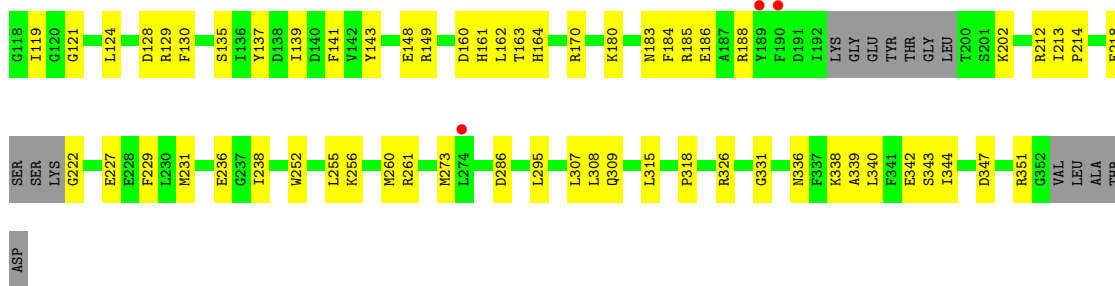 G118 I119 G120 G121 L124 D128 R129 F130 S135 I136 Y137 D138 I139 D140 F141 V142 Y143 E148 R149 D160 H161 L162 T163 H164 R170 K180 N183 F184 R185 E186 A187 R188 Y189 F190 D191 I192 LYS GLY GLU TYR THR GLY LEU T200 S201 K202 R212 I213 P214
SER SER LYS G222 E227 E228 F229 L230 M231 E236 G237 I238 W252 L255 K256 M260 R261 M273 L274 D286 L295 L307 L308 Q309 L315 P318 R326 G331 N336 F337 K338 A339 L340 F341 E342 S343 I344 D347 R351 G352 VAL LEU ALA THR
ASP